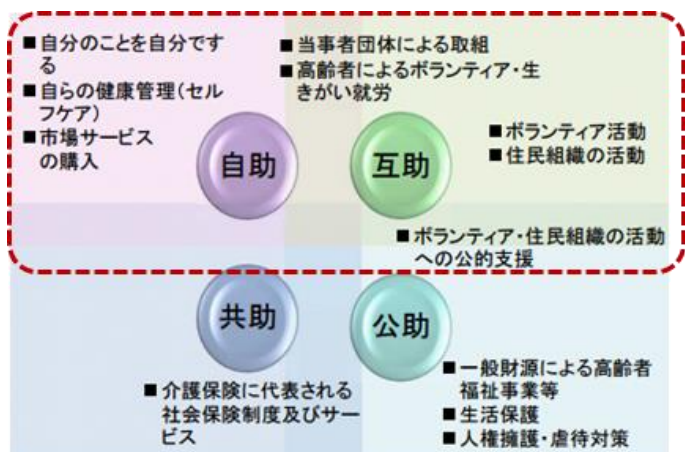 ■自分のことを自分です
る
■自らの健康管理(セル
フケア)
■市場サービス
の購入
■当事者団体による取組
■高齢者によるボランティア・生
きがい就労
■ボランティア活動
■住民組織の活動
自助
互助
■ボランティア・住民組織の活動
への公的支援
共助
公助
■介護保険に代表される
社会保険制度及びサー
ビス
■一般財源による高齢者
福祉事業等
■生活保護
■人権擁護・虐待対策